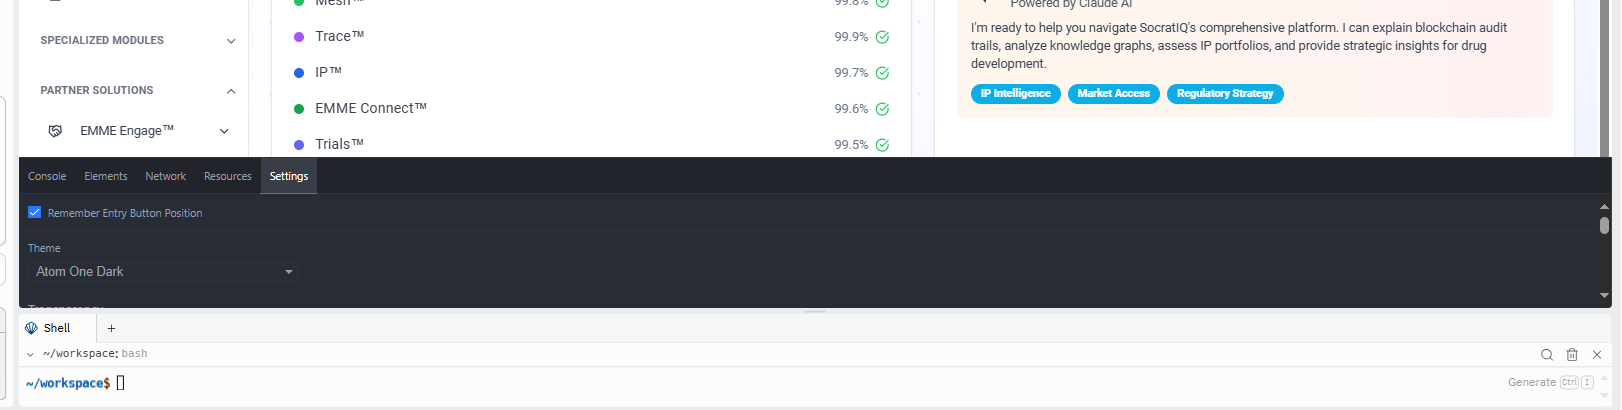 SPECIALIZED MODULES
PARTNER SOLUTIONS
EMME Engage™
Mesh™ 99.8%
Trace™ 99.9%
IP™ 99.7%
EMME Connect™ 99.6%
Trials™ 99.5%
Powered by Claude AI
I'm ready to help you navigate SocratIQ's comprehensive platform. I can explain blockchain audit
trails, analyze knowledge graphs, assess IP portfolios, and provide strategic insights for drug
development.
IP Intelligence Market Access Regulatory Strategy
Console Elements Network Resources Settings
Remember Entry Button Position
Theme
Atom One Dark
Transparency
Shell +
~/workspace: bash
~/workspace$
Generate Ctrl I